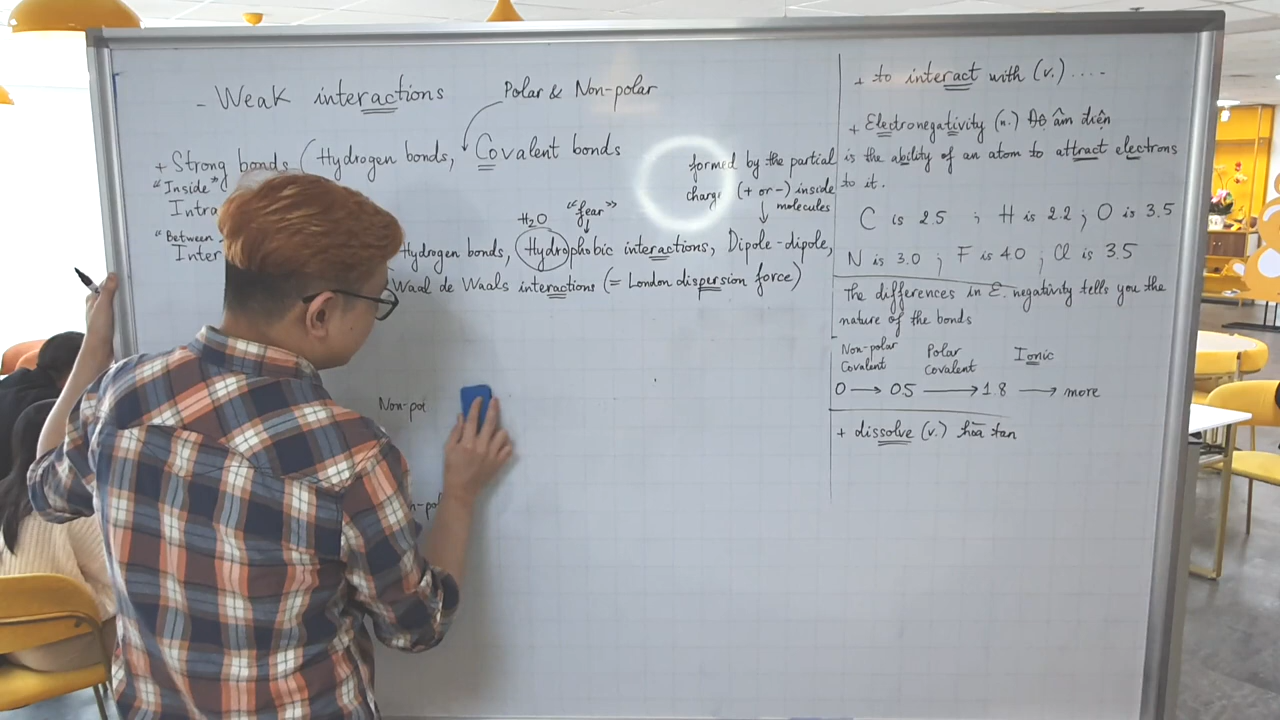 - Weak interactions
Polar & Non-polar
+ Strong bonds (Hydrogen bonds, Covalent bonds
"Inside"
Intra
"Between
Inter
H₂O
"fear"
Hydrogen bonds, Hydrophobic interactions, Dipole-dipole,
Waal de Waals interactions (= London dispersion force)
formed by the partial
charge (+ or -) inside
molecules
Non-pol
n-pol
+ to interact with (v.) ....
+ Electronegativity (n.) Độ âm điện
is the ability of an atom to attract electrons
to it.
C is 2.5 ; H is 2.2 ; O is 3.5
N is 3.0 ; F is 4.0 ; Cl is 3.5
The differences in E. negativity tells you the
nature of the bonds
Non-polar Covalent
Polar Covalent
Ionic
0 → 0.5 → 1.8 → more
+ dissolve (v.) hòa tan